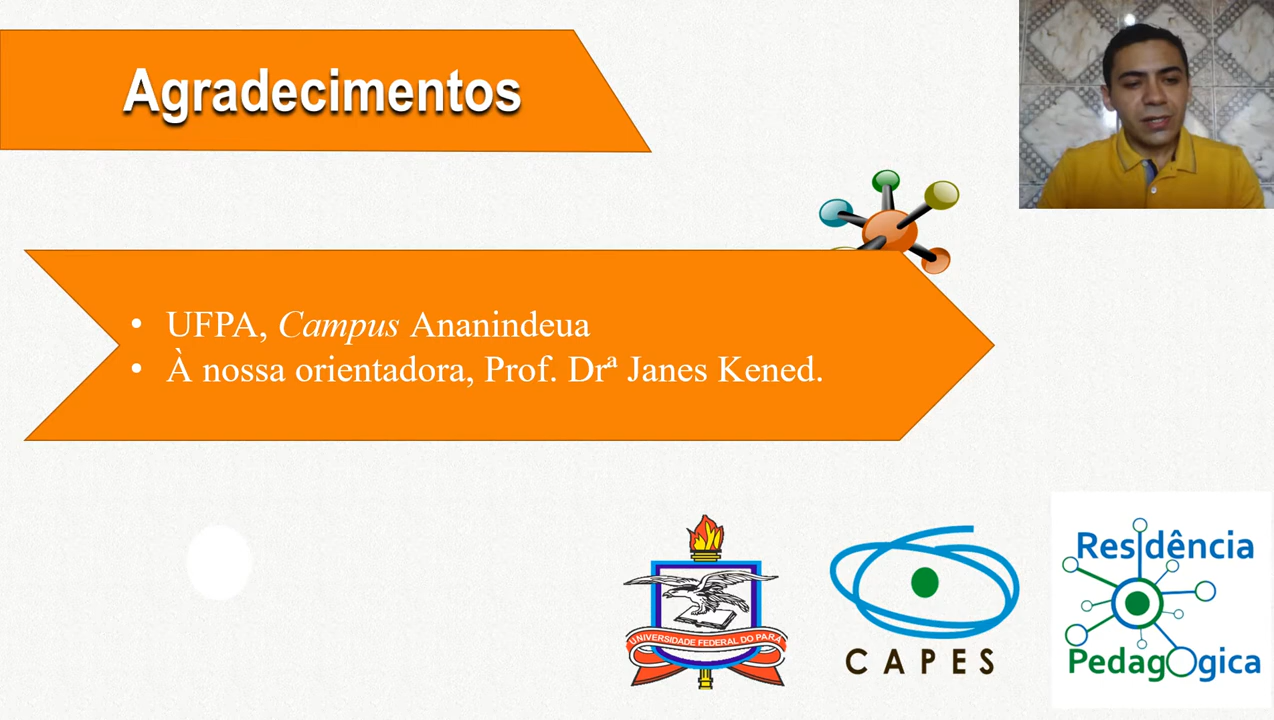 Agradecimentos
• UFPA, Campus Ananindeua
• À nossa orientadora, Prof. Drª Janes Kened.
UNIVERSIDADE FEDERAL DO PARÁ
CAPES
Residência
Pedagógica